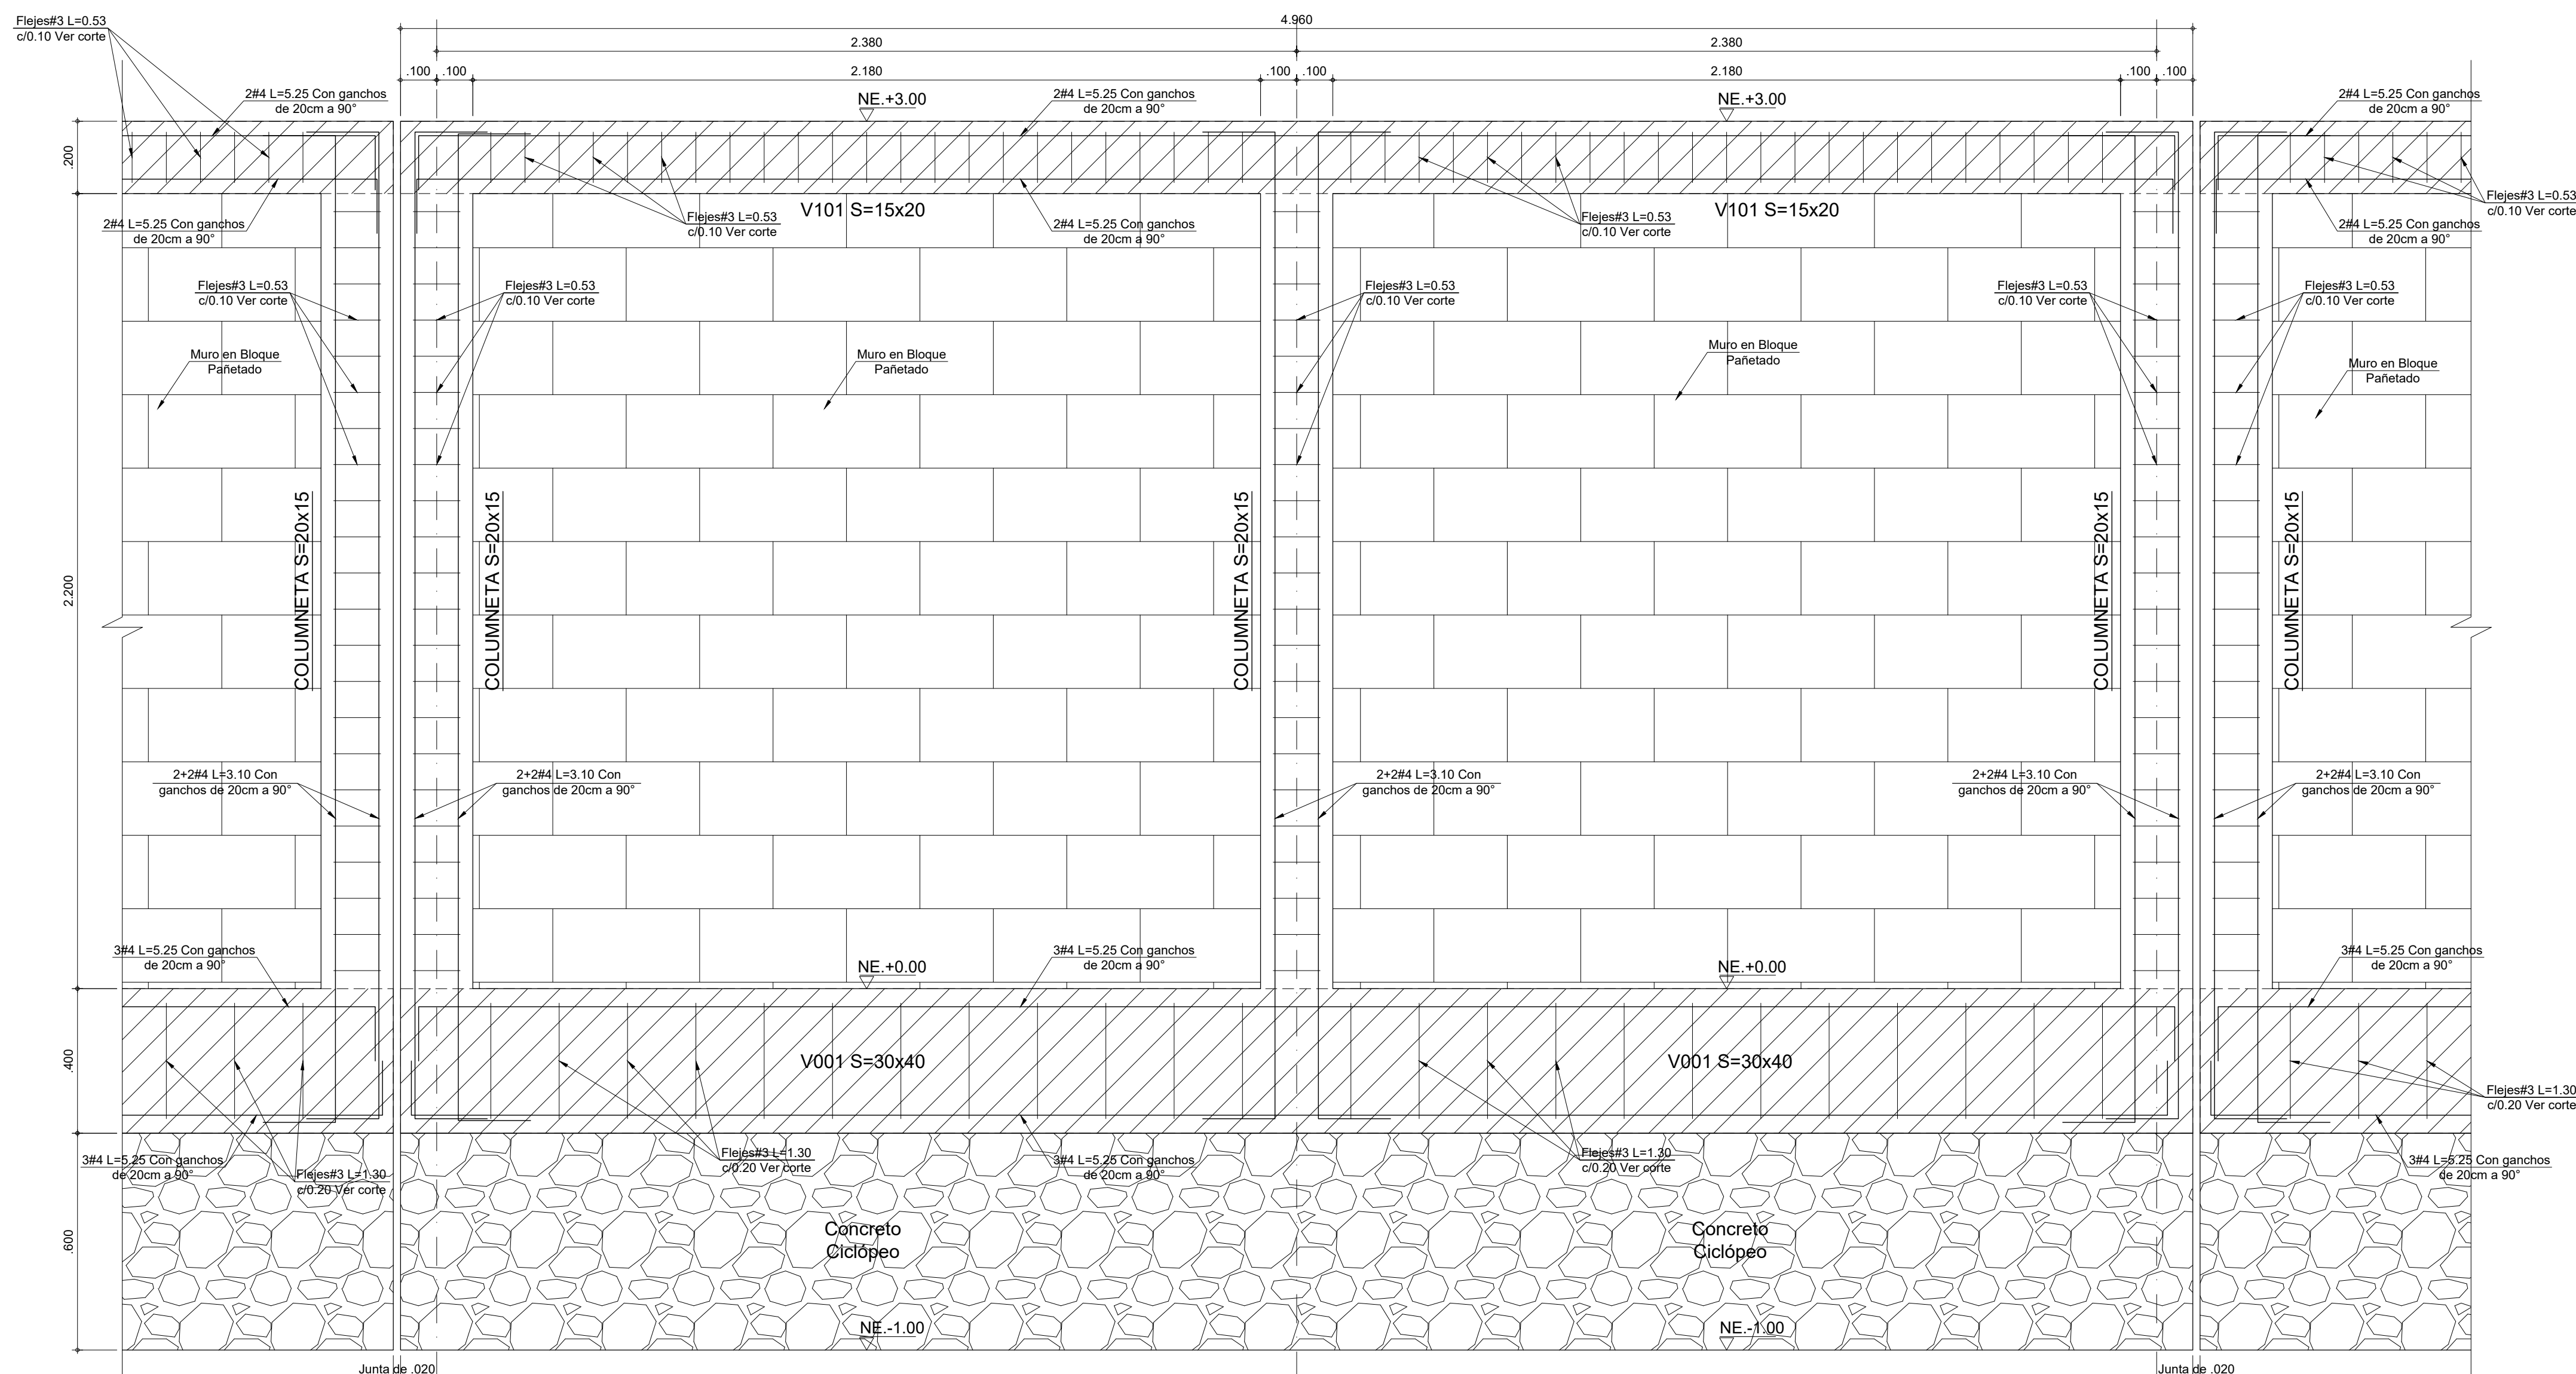 Flejes#3 L=0.53
c/0.10 Ver corte
4.960
2.380
2.380
.100
.100
2.180
.100
.100
2.180
.100
.100
2#4 L=5.25 Con ganchos
de 20cm a 90°
NE.+3.00
2#4 L=5.25 Con ganchos
de 20cm a 90°
NE.+3.00
2#4 L=5.25 Con ganchos
de 20cm a 90°
.200
2#4 L=5.25 Con ganchos
de 20cm a 90°
Flejes#3 L=0.53
c/0.10 Ver corte
V101 S=15x20
2#4 L=5.25 Con ganchos
de 20cm a 90°
Flejes#3 L=0.53
c/0.10 Ver corte
V101 S=15x20
2#4 L=5.25 Con ganchos
de 20cm a 90°
Flejes#3 L=0.53
c/0.10 Ver corte
Flejes#3 L=0.53
c/0.10 Ver corte
Flejes#3 L=0.53
c/0.10 Ver corte
Flejes#3 L=0.53
c/0.10 Ver corte
Flejes#3 L=0.53
c/0.10 Ver corte
Flejes#3 L=0.53
c/0.10 Ver corte
Muro en Bloque
Pañetado
Muro en Bloque
Pañetado
Muro en Bloque
Pañetado
Muro en Bloque
Pañetado
2.200
COLUMNETA S=20x15
COLUMNETA S=20x15
COLUMNETA S=20x15
COLUMNETA S=20x15
COLUMNETA S=20x15
2+2#4 L=3.10 Con
ganchos de 20cm a 90°
2+2#4 L=3.10 Con
ganchos de 20cm a 90°
2+2#4 L=3.10 Con
ganchos de 20cm a 90°
2+2#4 L=3.10 Con
ganchos de 20cm a 90°
2+2#4 L=3.10 Con
ganchos de 20cm a 90°
3#4 L=5.25 Con ganchos
de 20cm a 90°
NE.+0.00
3#4 L=5.25 Con ganchos
de 20cm a 90°
NE.+0.00
3#4 L=5.25 Con ganchos
de 20cm a 90°
.400
V001 S=30x40
V001 S=30x40
Flejes#3 L=1.30
c/0.20 Ver corte
3#4 L=5.25 Con ganchos
de 20cm a 90°
Flejes#3 L=1.30
c/0.20 Ver corte
Flejes#3 L=1.30
c/0.20 Ver corte
3#4 L=5.25 Con ganchos
de 20cm a 90°
Flejes#3 L=1.30
c/0.20 Ver corte
3#4 L=5.25 Con ganchos
de 20cm a 90°
.600
Concreto
Ciclópeo
Concreto
Ciclópeo
NE.-1.00
NE.-1.00
Junta de .020
Junta de .020